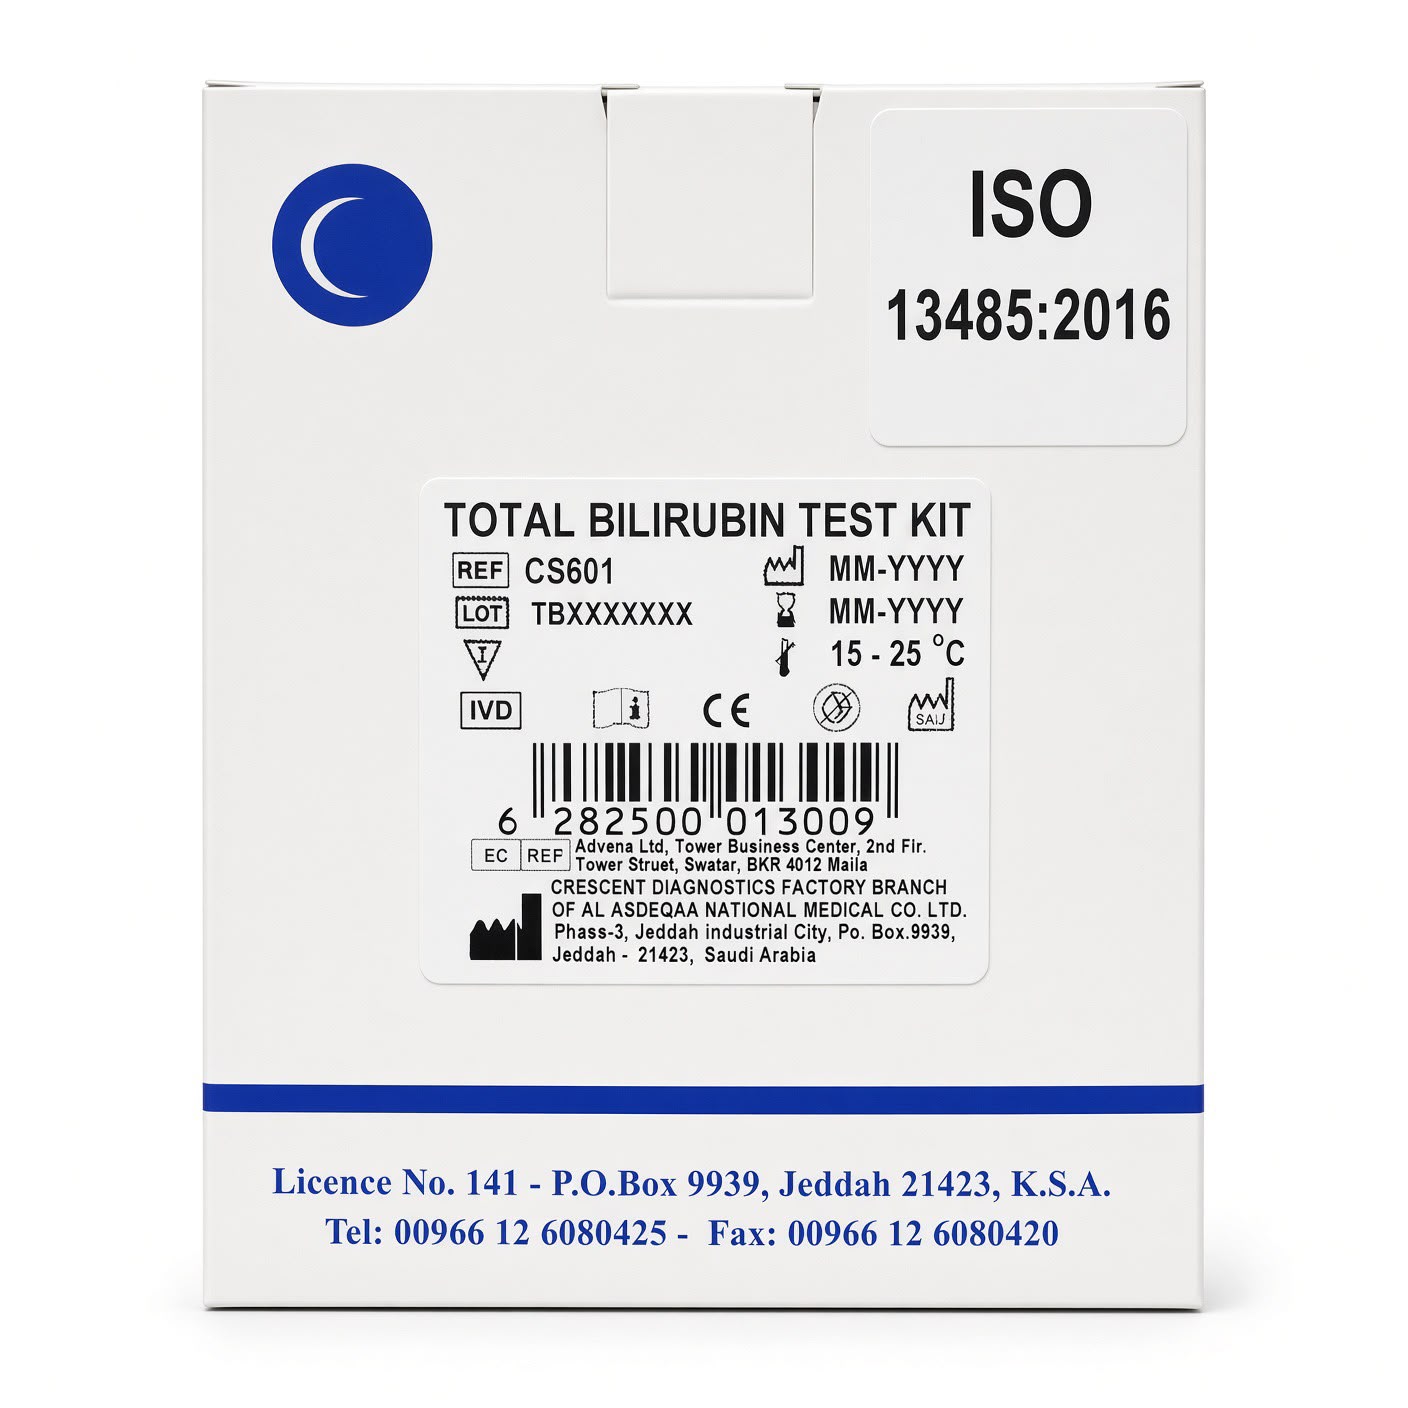 ISO
13485:2016
TOTAL BILIRUBIN TEST KIT
REF CS601
MM-YYYY
LOT TBXXXXXXX
MM-YYYY
I
15 - 25 °C
IVD
i
CE
SAIJ
6 282500 013009
EC REF
Advena Ltd, Tower Business Center, 2nd Flr.
Tower Struet, Swatar, BKR 4012 Maila
CRESCENT DIAGNOSTICS FACTORY BRANCH
OF AL ASDEQAA NATIONAL MEDICAL CO. LTD.
Phass-3, Jeddah industrial City, Po. Box.9939,
Jeddah - 21423, Saudi Arabia
Licence No. 141 - P.O.Box 9939, Jeddah 21423, K.S.A.
Tel: 00966 12 6080425 - Fax: 00966 12 6080420